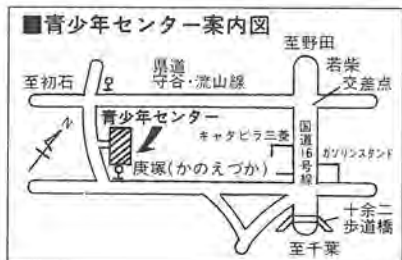 ■青少年センター案内図
至野田
県道
守谷・流山線
若柴
交差点
至初石
青少年センター
キャタピラ三菱
国道16号線
ガソリンスタンド
庚塚(かのえづか)
十余二
歩道橋
至千葉
N